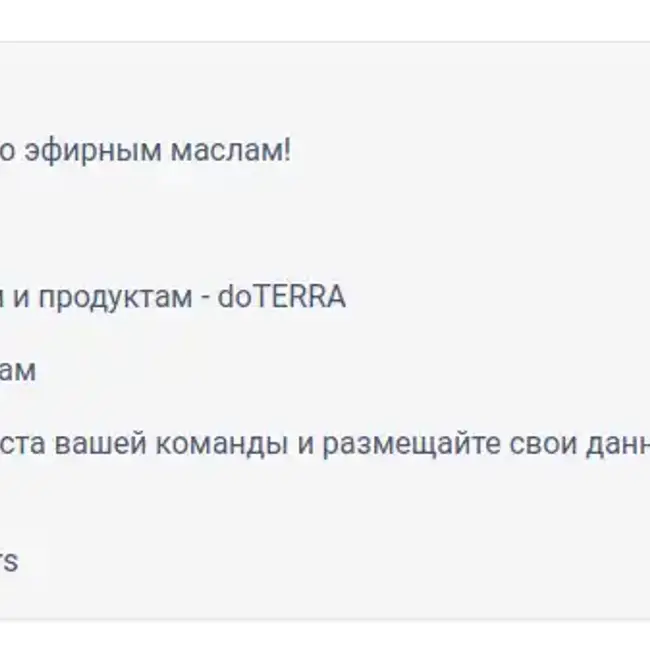 о эфирным маслам!
и и продуктам - doTERRA
ам
ста вашей команды и размещайте свои данн
rs